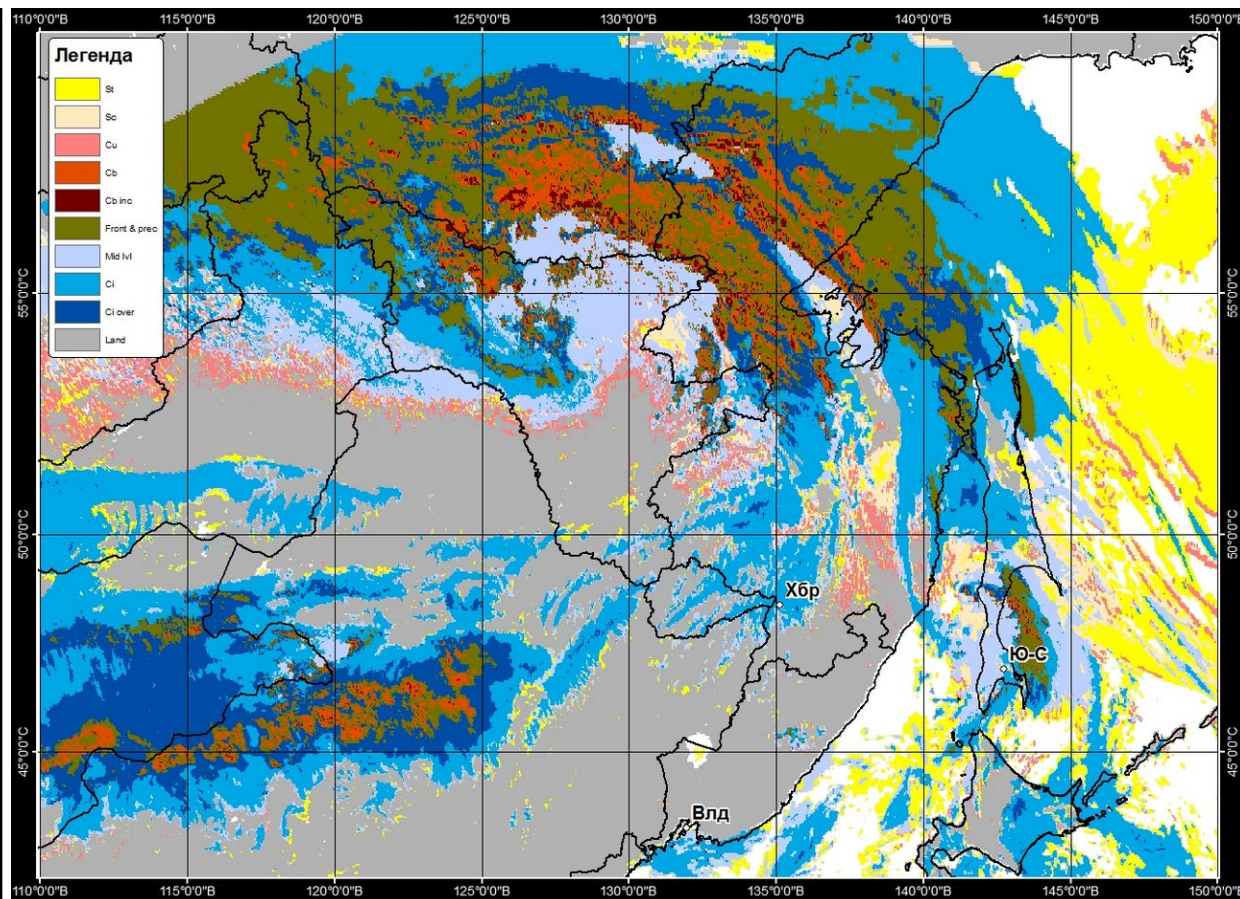 110°0'0"В 115°0'0"В 120°0'0"В 125°0'0"В 130°0'0"В 135°0'0"В 140°0'0"В 145°0'0"В 150°0'0"В
Легенда
St
Sc
Cu
Cb
Cb inc
Front & prec
Mid lvl
Ci
Ci over
Land
55°0'0"С 55°0'0"С
50°0'0"С 50°0'0"С
Хбр
Ю-С
45°0'0"С 45°0'0"С
Влд
110°0'0"В 115°0'0"В 120°0'0"В 125°0'0"В 130°0'0"В 135°0'0"В 140°0'0"В 145°0'0"В 150°0'0"В